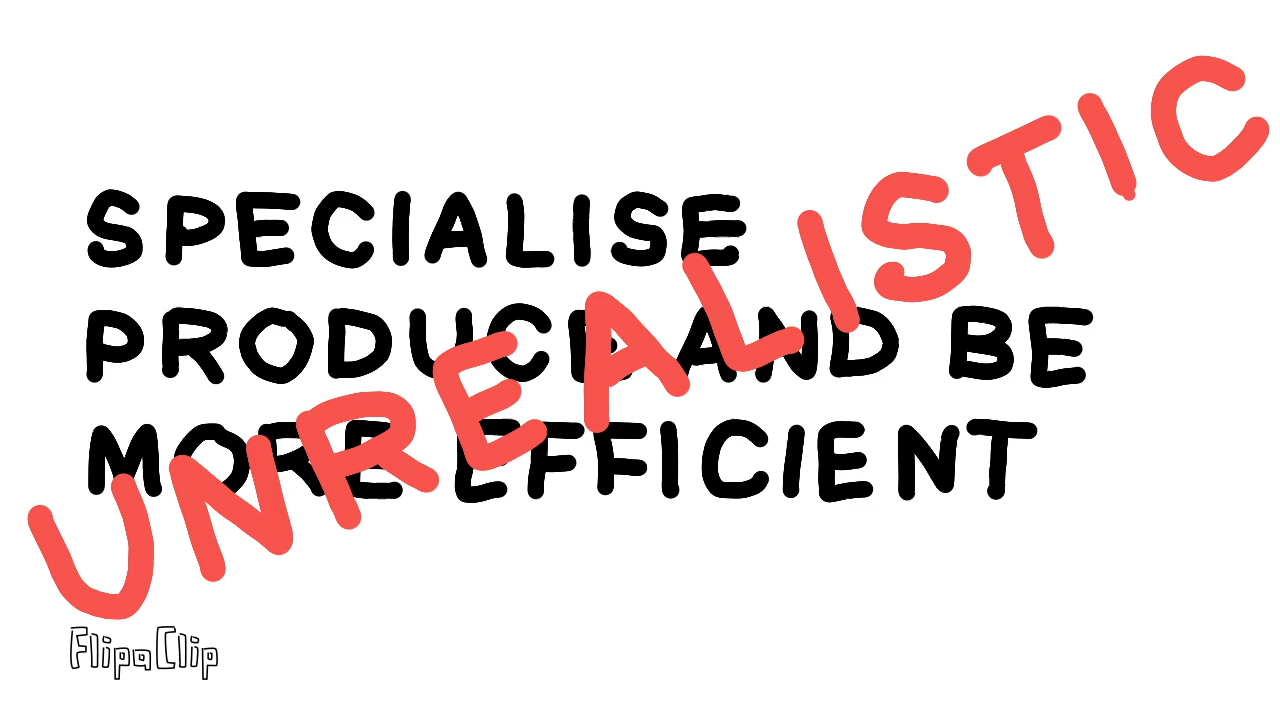 SPECIALISE
PRODUCE AND BE
MORE EFFICIENT
UNREALISTIC
FlipaClip